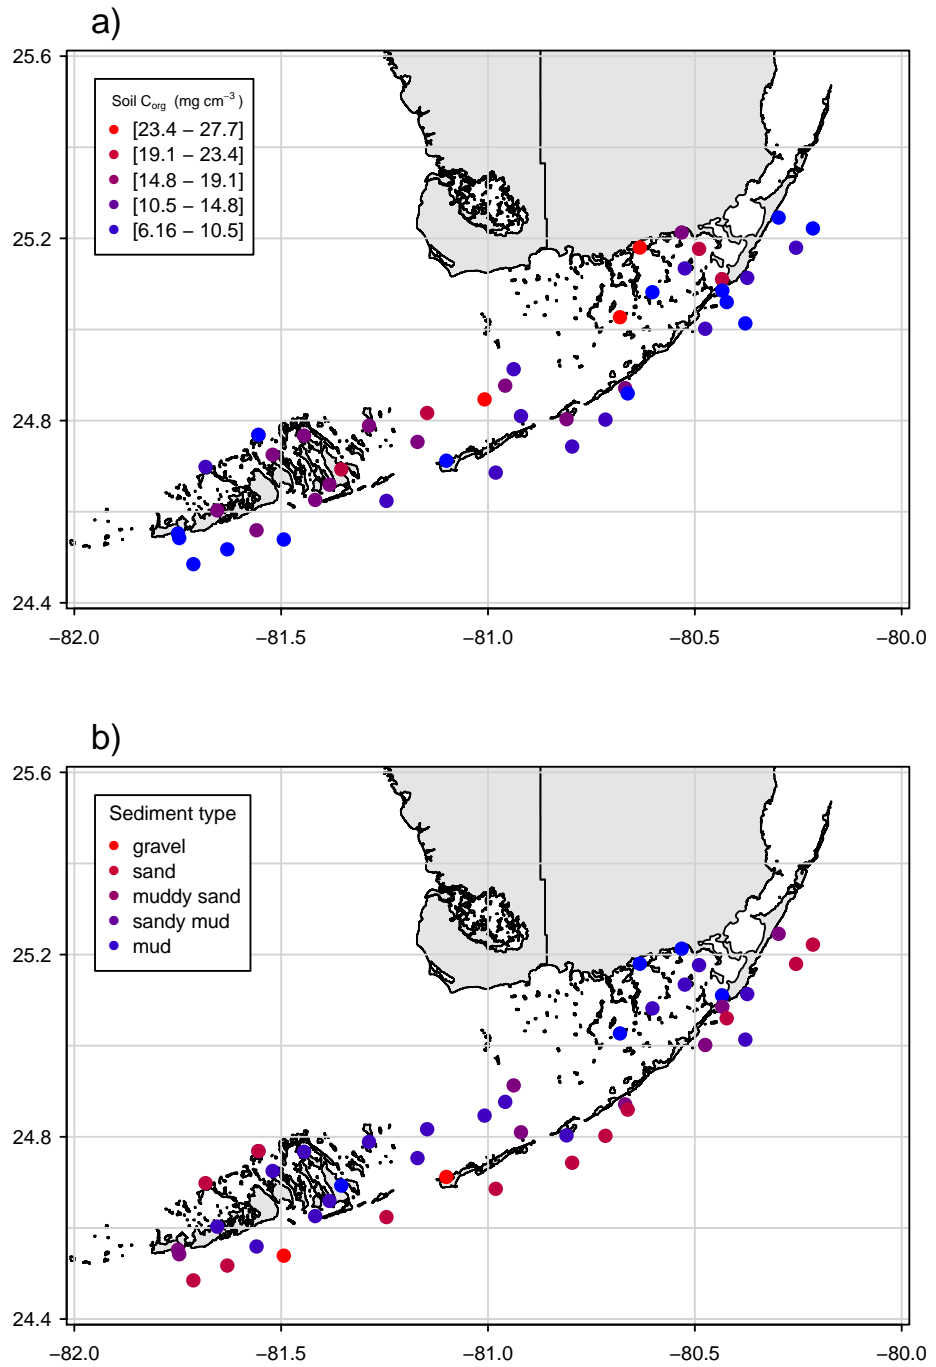 a)
25.6
25.2
24.8
24.4
Soil Corg (mg cm−3)
[23.4 − 27.7]
[19.1 − 23.4]
[14.8 − 19.1]
[10.5 − 14.8]
[6.16 − 10.5]
−82.0 −81.5 −81.0 −80.5 −80.0
b)
25.6
25.2
24.8
24.4
Sediment type
gravel
sand
muddy sand
sandy mud
mud
−82.0 −81.5 −81.0 −80.5 −80.0